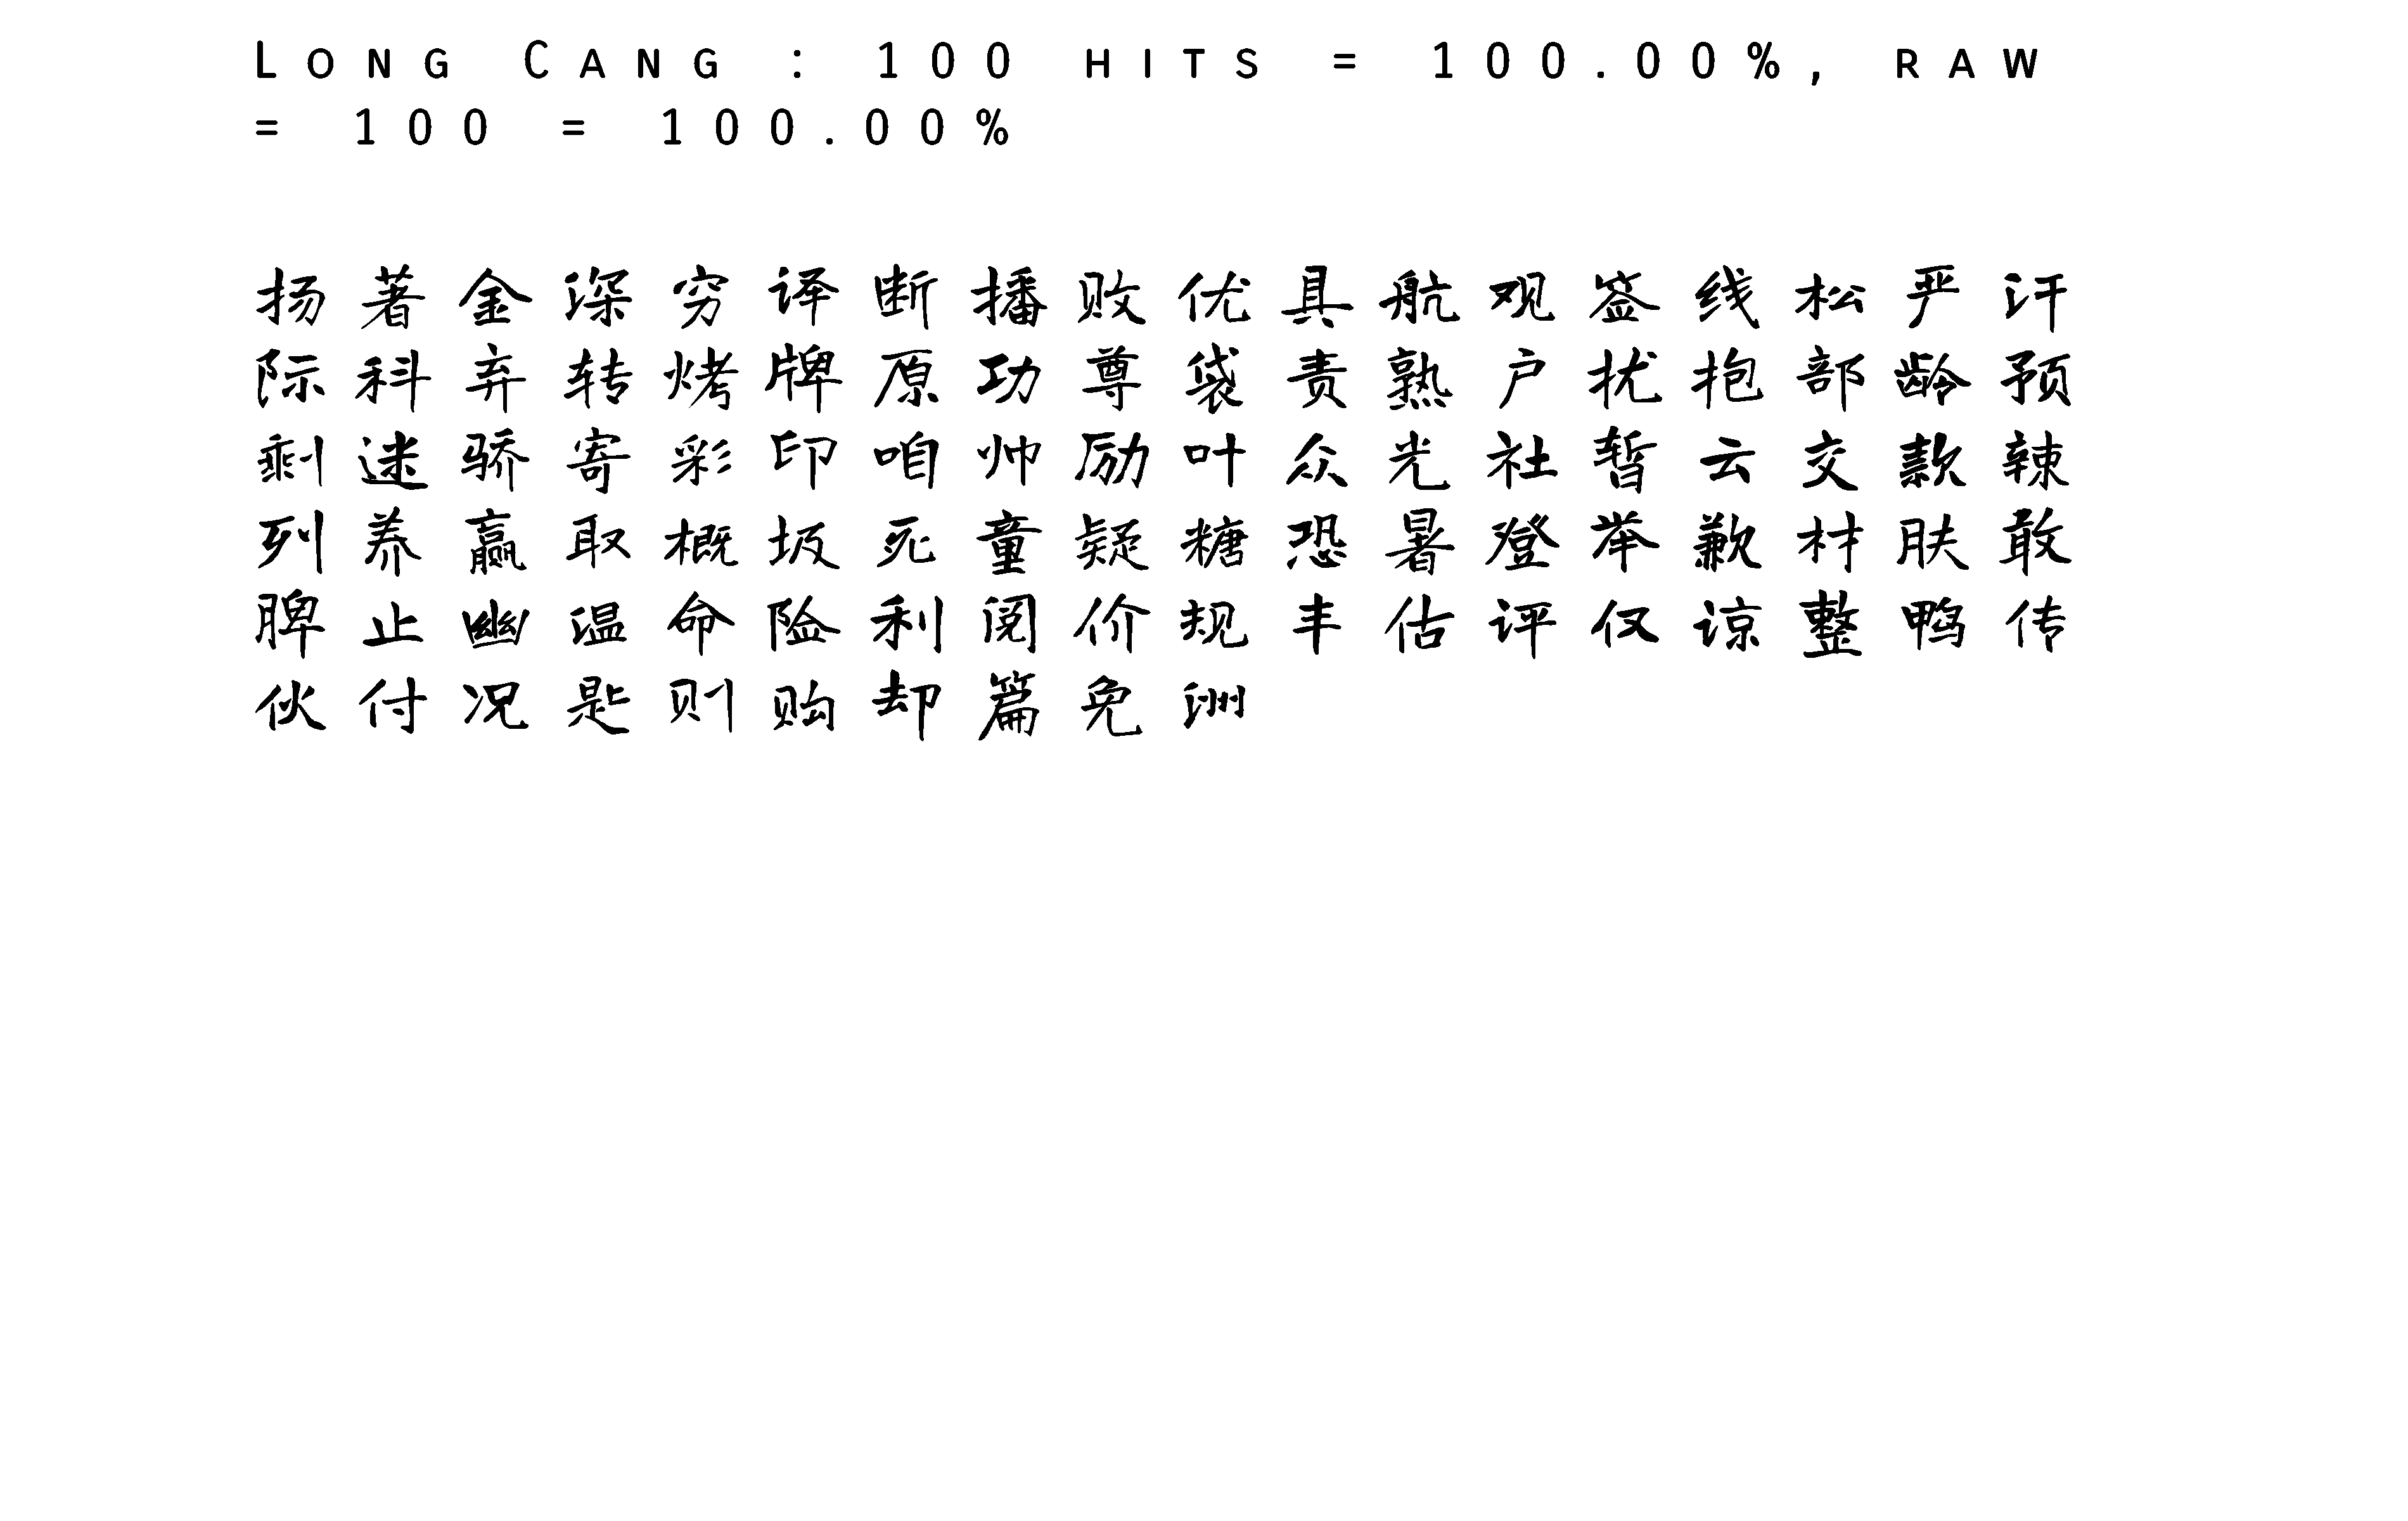 Long Cang : 100 hits = 100.00%, raw
= 100 = 100.00%
扬著金深穷译断播败优具航观签线松严汗
际科弃转烤牌原功尊袋责熟户扰抱部龄预
剩迷骄寄彩印咱帅励叶众光社暂云交款辣
列养赢取概圾死童疑糖恐暑登举歉材肤敢
脾止幽温命险利阅价规丰估评仅谅整鸭传
伙付况匙则购却篇免洲